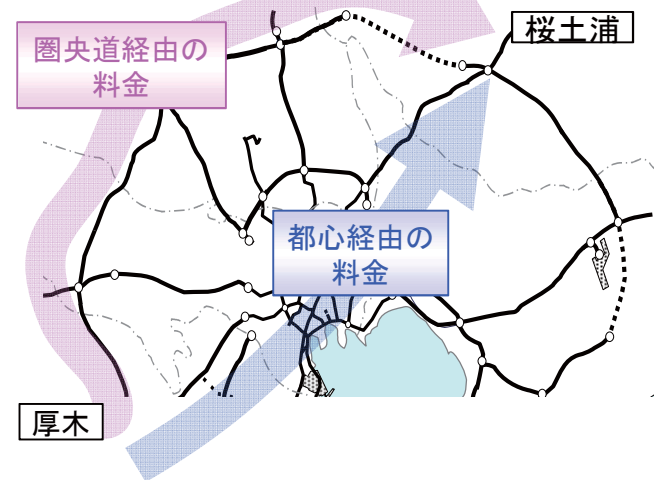 桜土浦
圏央道経由の
料金
都心経由の
料金
厚木